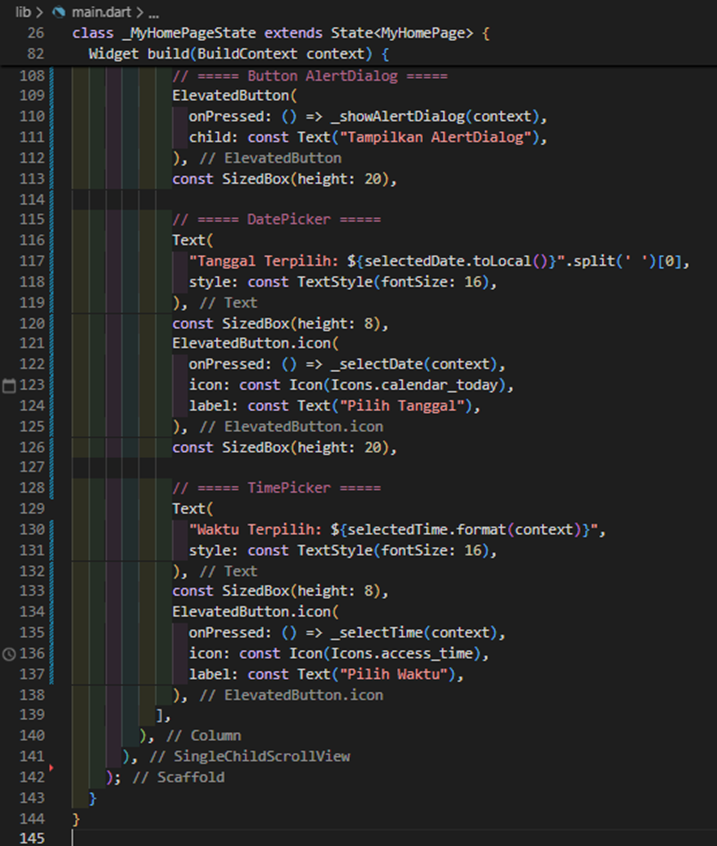 lib > main.dart > ...
26 class _MyHomePageState extends State<MyHomePage> {
82 Widget build(BuildContext context) {
108 // ===== Button AlertDialog =====
109 ElevatedButton(
110 onPressed: () => _showAlertDialog(context),
111 child: const Text("Tampilkan AlertDialog"),
112 ), // ElevatedButton
113 const SizedBox(height: 20),
114
115 // ===== DatePicker =====
116 Text(
117 "Tanggal Terpilih: ${selectedDate.toLocal()}".split(' ')[0],
118 style: const TextStyle(fontSize: 16),
119 ), // Text
120 const SizedBox(height: 8),
121 ElevatedButton.icon(
122 onPressed: () => _selectDate(context),
123 icon: const Icon(Icons.calendar_today),
124 label: const Text("Pilih Tanggal"),
125 ), // ElevatedButton.icon
126 const SizedBox(height: 20),
127
128 // ===== TimePicker =====
129 Text(
130 "Waktu Terpilih: ${selectedTime.format(context)}",
131 style: const TextStyle(fontSize: 16),
132 ), // Text
133 const SizedBox(height: 8),
134 ElevatedButton.icon(
135 onPressed: () => _selectTime(context),
136 icon: const Icon(Icons.access_time),
137 label: const Text("Pilih Waktu"),
138 ), // ElevatedButton.icon
139 ],
140 ), // Column
141 ), // SingleChildScrollView
142 ); // Scaffold
143 }
144 }
145